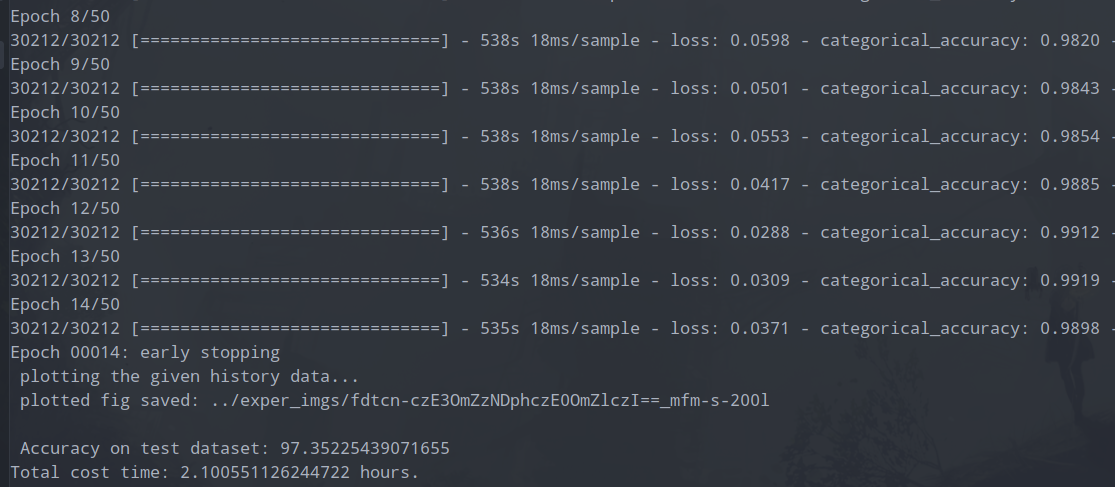 Epoch 8/50
30212/30212 [==============================] - 538s 18ms/sample - loss: 0.0598 - categorical_accuracy: 0.9820 -
Epoch 9/50
30212/30212 [==============================] - 538s 18ms/sample - loss: 0.0501 - categorical_accuracy: 0.9843 -
Epoch 10/50
30212/30212 [==============================] - 538s 18ms/sample - loss: 0.0553 - categorical_accuracy: 0.9854 -
Epoch 11/50
30212/30212 [==============================] - 538s 18ms/sample - loss: 0.0417 - categorical_accuracy: 0.9885 -
Epoch 12/50
30212/30212 [==============================] - 536s 18ms/sample - loss: 0.0288 - categorical_accuracy: 0.9912 -
Epoch 13/50
30212/30212 [==============================] - 534s 18ms/sample - loss: 0.0309 - categorical_accuracy: 0.9919 -
Epoch 14/50
30212/30212 [==============================] - 535s 18ms/sample - loss: 0.0371 - categorical_accuracy: 0.9898 -
Epoch 00014: early stopping
plotting the given history data...
plotted fig saved: ../exper_imgs/fdtcn-czE3OmZzNDphczE0OmZlczI==_mfm-s-200l
Accuracy on test dataset: 97.35225439071655
Total cost time: 2.100551126244722 hours.